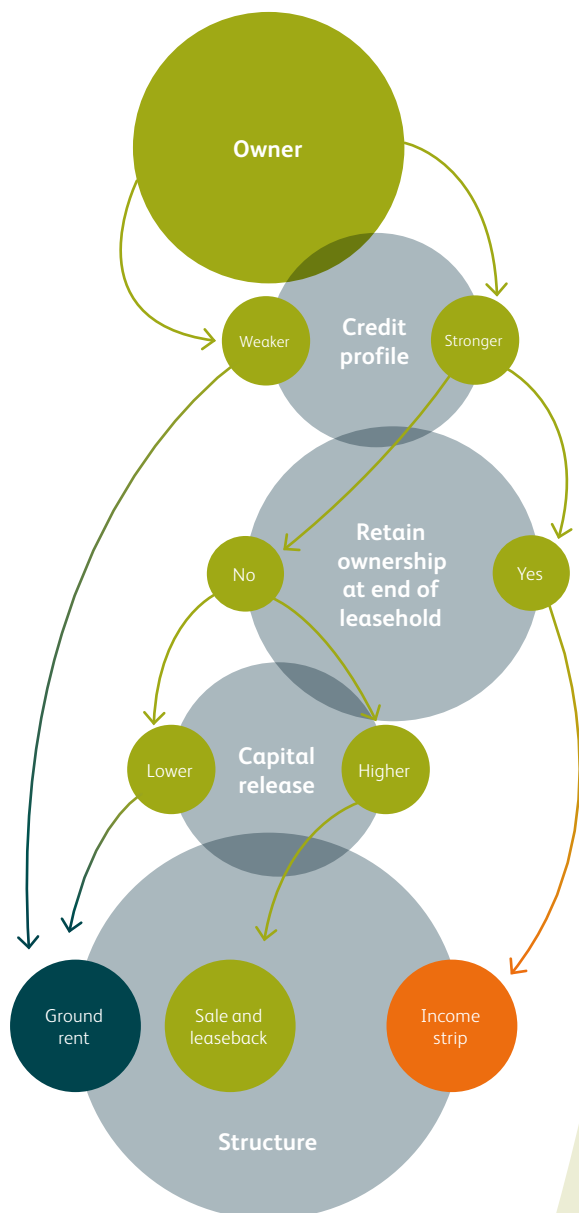 Owner
Weaker
Credit
profile
Stronger
No
Retain
ownership
at end of
leasehold
Yes
Lower
Capital
release
Higher
Ground
rent
Sale and
leaseback
Income
strip
Structure